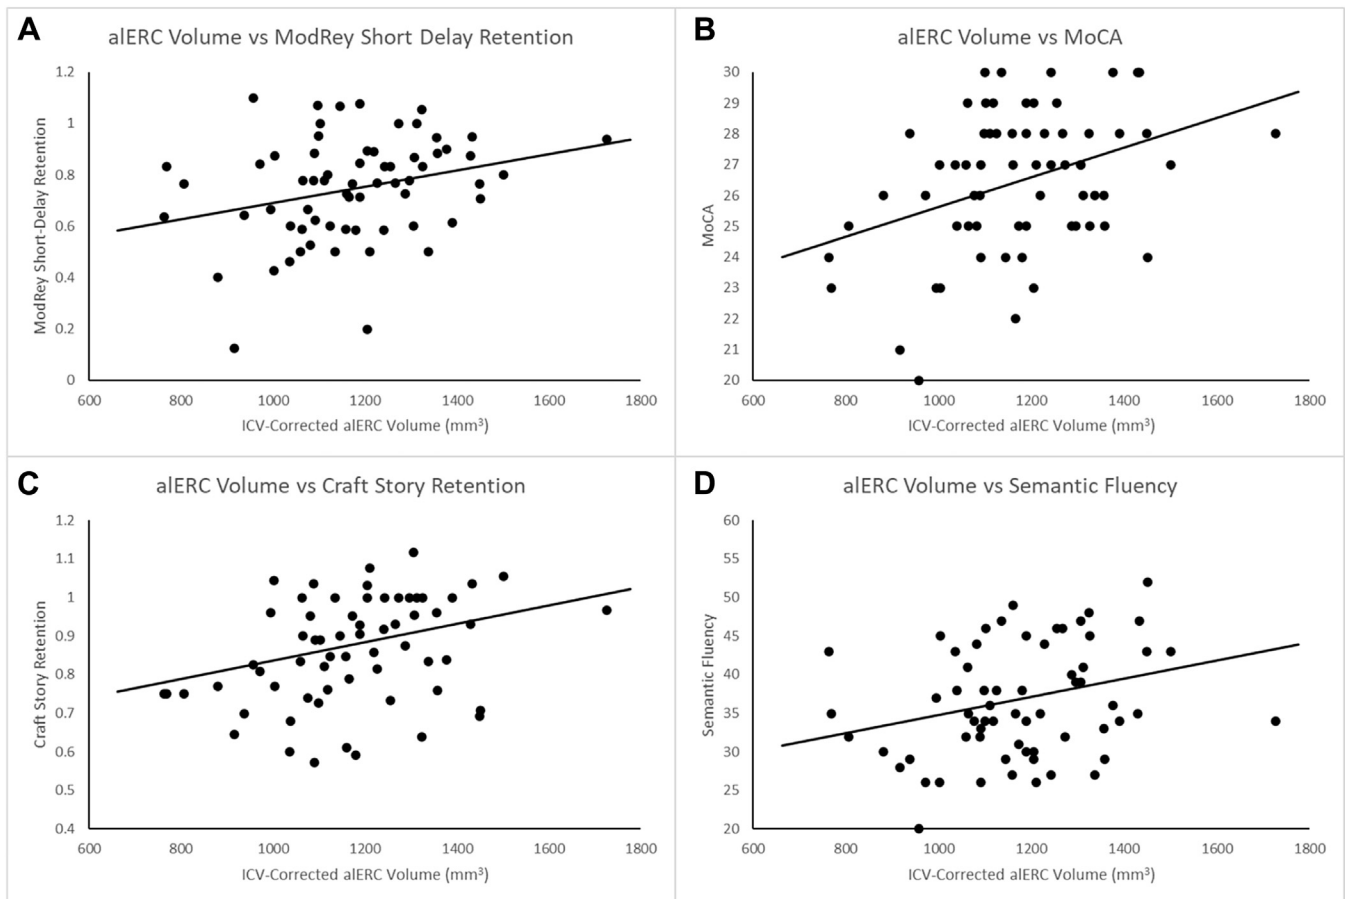 A
alERC Volume vs ModRey Short Delay Retention
ModRey Short-Delay Retention
1.2
1
0.8
0.6
0.4
0.2
0
600 800 1000 1200 1400 1600 1800
ICV-Corrected alERC Volume (mm³)
B
alERC Volume vs MoCA
MoCA
30
29
28
27
26
25
24
23
22
21
20
600 800 1000 1200 1400 1600 1800
ICV-Corrected alERC Volume (mm³)
C
alERC Volume vs Craft Story Retention
Craft Story Retention
1.2
1.1
1
0.9
0.8
0.7
0.6
0.5
0.4
600 800 1000 1200 1400 1600 1800
ICV-Corrected alERC Volume (mm³)
D
alERC Volume vs Semantic Fluency
Semantic Fluency
60
55
50
45
40
35
30
25
20
600 800 1000 1200 1400 1600 1800
ICV-Corrected alERC Volume (mm³)